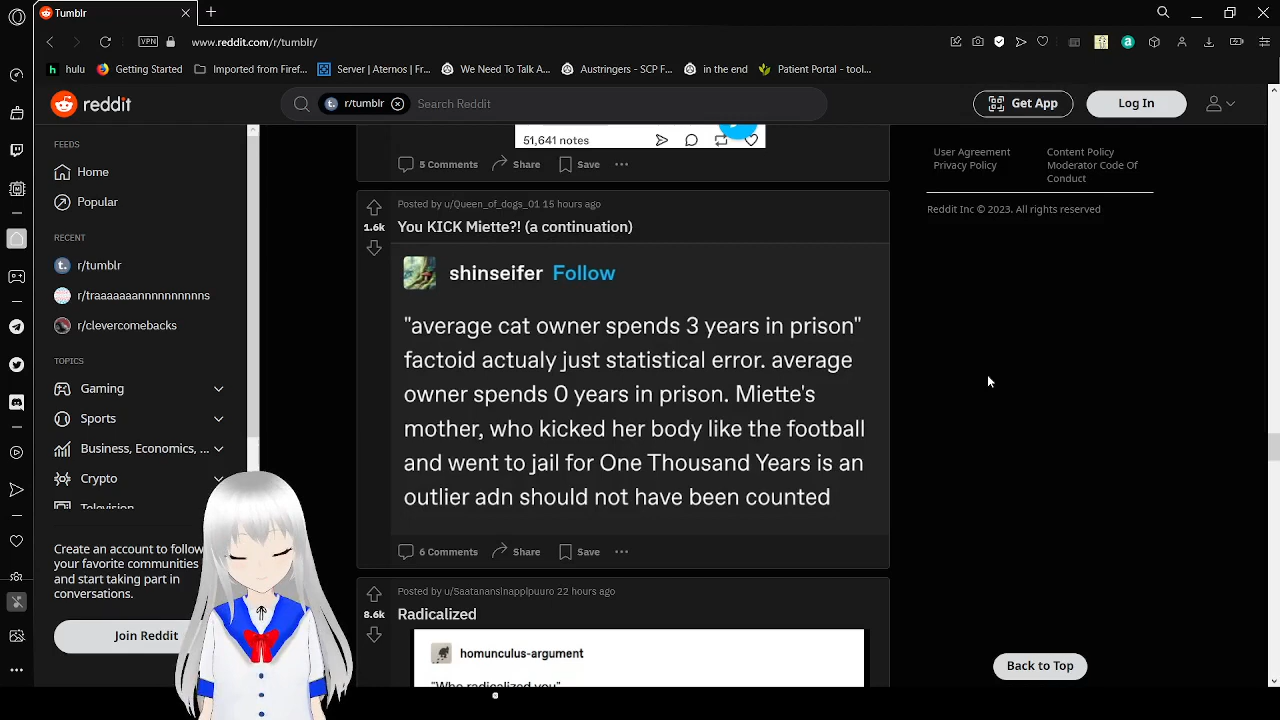 Tumblr
VPN
www.reddit.com/r/tumblr/
hulu
Getting Started
Imported from Firef...
Server | Aternos | Fr...
We Need To Talk A...
Austringers - SCP F...
in the end
Patient Portal - tool...
reddit
r/tumblr
Search Reddit
Get App
Log In
FEEDS
Home
Popular
RECENT
r/tumblr
r/traaaaaaannnnnnnnns
r/clevercomebacks
TOPICS
Gaming
Sports
Business, Economics, ...
Crypto
Television
Create an account to follow
your favorite communities
and start taking part in
conversations.
Join Reddit
51,641 notes
5 Comments
Share
Save
Posted by u/Queen_of_dogs_01 15 hours ago
1.6k
You KICK Miette?! (a continuation)
shinseifer Follow
"average cat owner spends 3 years in prison"
factoid actualy just statistical error. average
owner spends 0 years in prison. Miette's
mother, who kicked her body like the football
and went to jail for One Thousand Years is an
outlier adn should not have been counted
6 Comments
Share
Save
Posted by u/SaatanansInappipuuro 22 hours ago
8.6k
Radicalized
homunculus-argument
"Who radicalized you"
User Agreement
Privacy Policy
Content Policy
Moderator Code Of
Conduct
Reddit Inc © 2023. All rights reserved
Back to Top